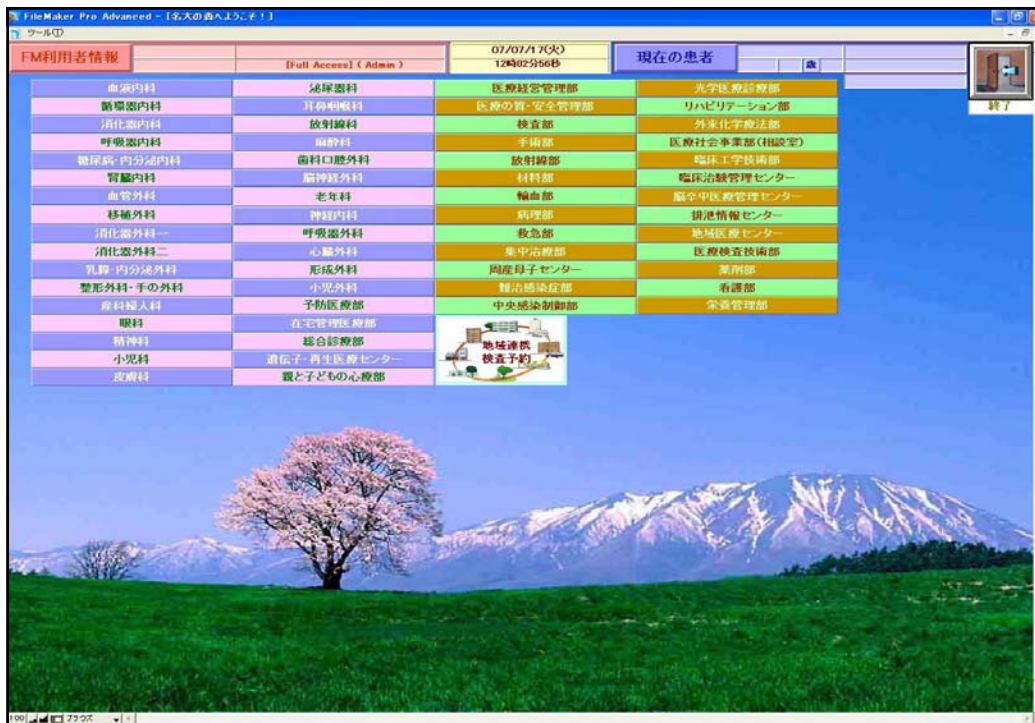 FileMaker Pro Advanced - [名大の森へようこそ！]
ツール(T)
FM利用者情報
[Full Access] ( Admin )
07/07/17(火)
12時02分56秒
現在の患者
歳
終了
血液内科
循環器内科
消化器内科
呼吸器内科
糖尿病・内分泌内科
腎臓内科
血管外科
移植外科
消化器外科一
消化器外科二
乳腺・内分泌外科
整形外科・手の外科
産科婦人科
眼科
精神科
小児科
皮膚科
泌尿器科
耳鼻咽喉科
放射線科
麻酔科
歯科口腔外科
脳神経外科
老年科
神経内科
呼吸器外科
心臓外科
形成外科
小児外科
予防医療部
在宅管理医療部
総合診療部
遺伝子・再生医療センター
親と子どもの心療部
医療経営管理部
医療の質・安全管理部
検査部
手術部
放射線部
材料部
輸血部
病理部
救急部
集中治療部
周産母子センター
難治感染症部
中央感染制御部
地域連携
検査予約
光学医療診療部
リハビリテーション部
外来化学療法部
医療社会事業部(相談室)
臨床工学技術部
臨床治験管理センター
脳卒中医療管理センター
排泄情報センター
地域医療センター
医療検査技術部
薬剤部
看護部
栄養管理部
100
ブラウズ